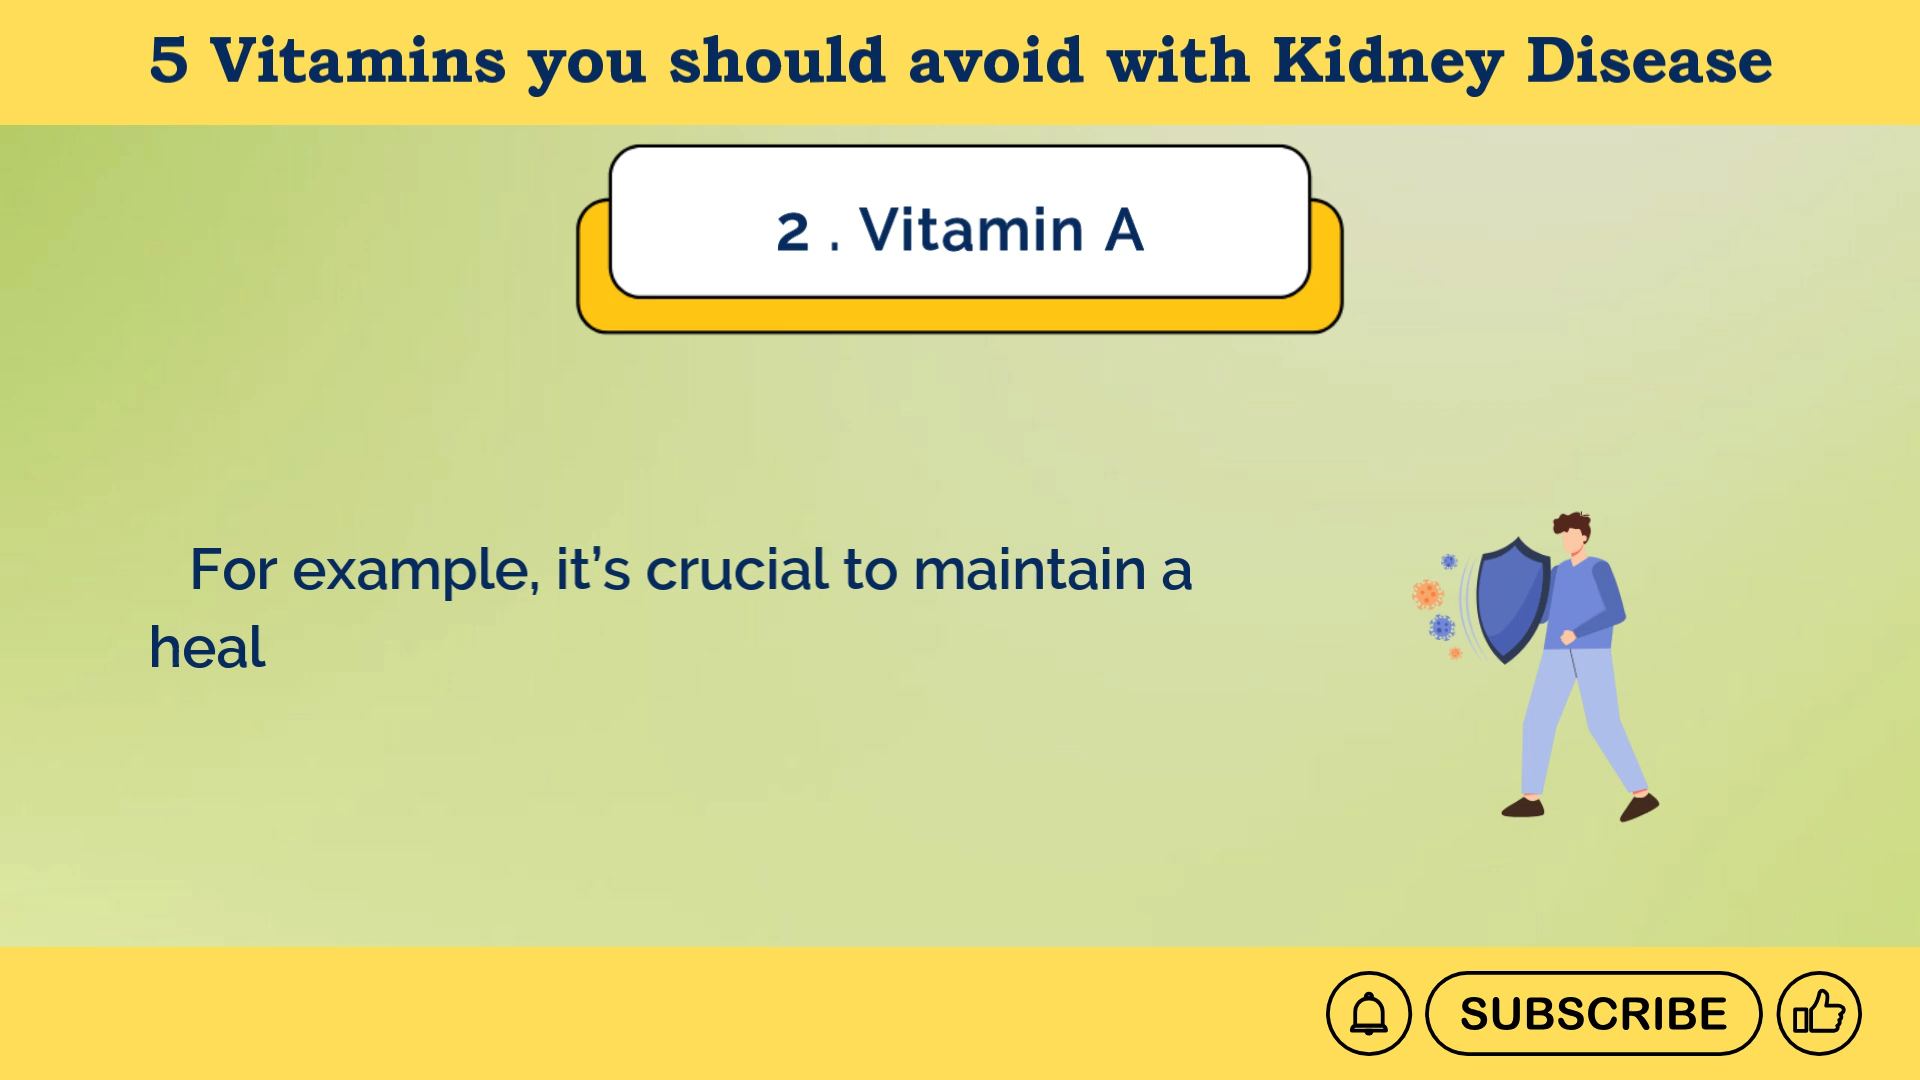 5 Vitamins you should avoid with Kidney Disease
2 . Vitamin A
For example, it’s crucial to maintain a
heal
SUBSCRIBE